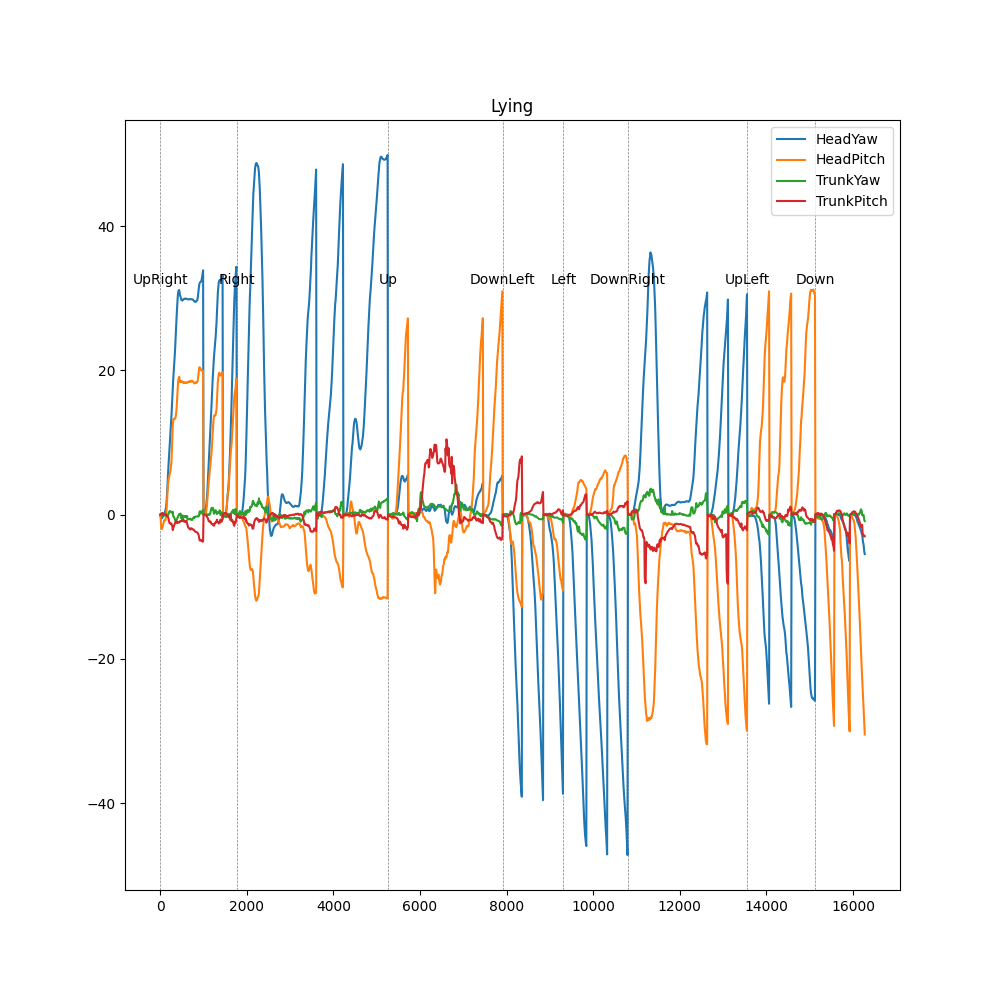 Lying
HeadYaw
HeadPitch
TrunkYaw
TrunkPitch
UpRight Right Up DownLeft Left DownRight UpLeft Down
40
20
0
−20
−40
0 2000 4000 6000 8000 10000 12000 14000 16000